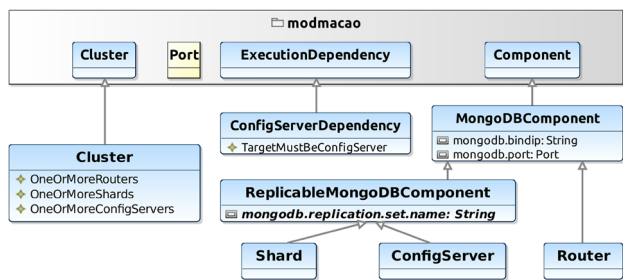 modmacao
Cluster
Port
ExecutionDependency
Component
ConfigServerDependency
TargetMustBeConfigServer
MongoDBComponent
mongodb.bindip: String
mongodb.port: Port
Cluster
OneOrMoreRouters
OneOrMoreShards
OneOrMoreConfigServers
ReplicableMongoDBComponent
mongodb.replication.set.name: String
Shard
ConfigServer
Router